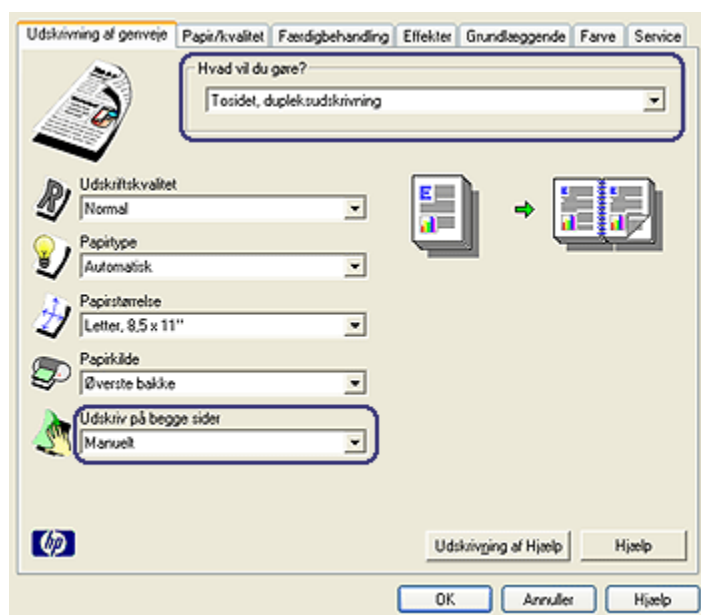 Udskrivning af genveje Papir/kvalitet Færdigbehandling Effekter Grundlæggende Farve Service
Hvad vil du gøre?
Tosidet, dupleksudskrivning
Udskriftskvalitet
Normal
Papirtype
Automatisk
Papirstørrelse
Letter, 8,5 x 11"
Papirkilde
Øverste bakke
Udskriv på begge sider
Manuelt
hp
Udskrivning af Hjælp Hjælp
OK Annuller Hjælp